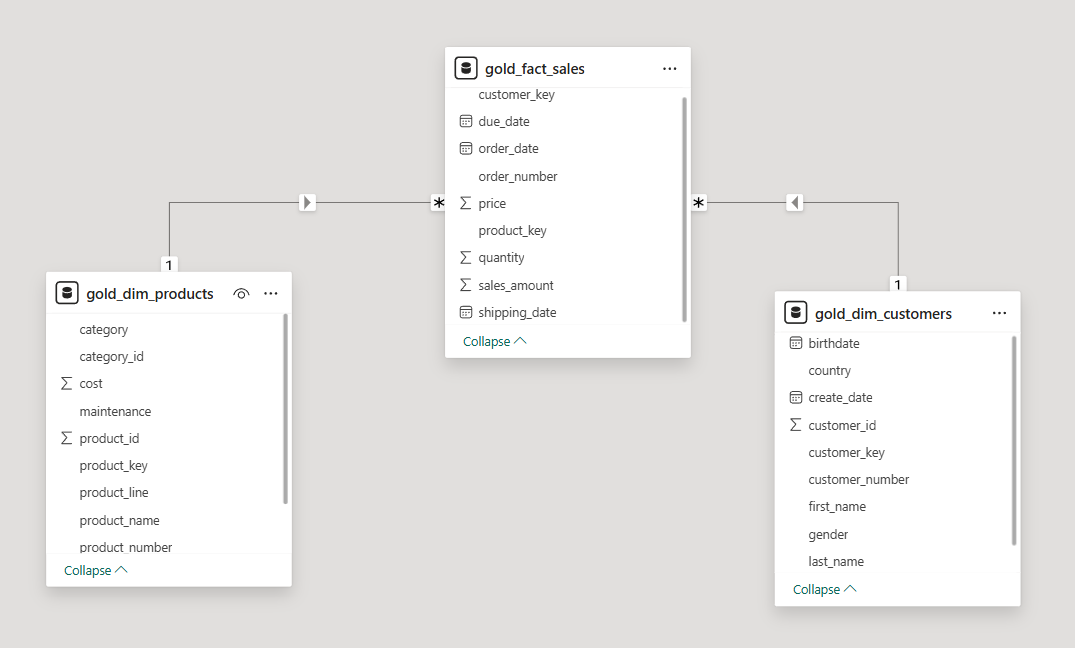 gold_fact_sales
customer_key
due_date
order_date
order_number
price
product_key
quantity
sales_amount
shipping_date
Collapse
*
*
1
1
gold_dim_products
category
category_id
cost
maintenance
product_id
product_key
product_line
product_name
product_number
Collapse
gold_dim_customers
birthdate
country
create_date
customer_id
customer_key
customer_number
first_name
gender
last_name
Collapse